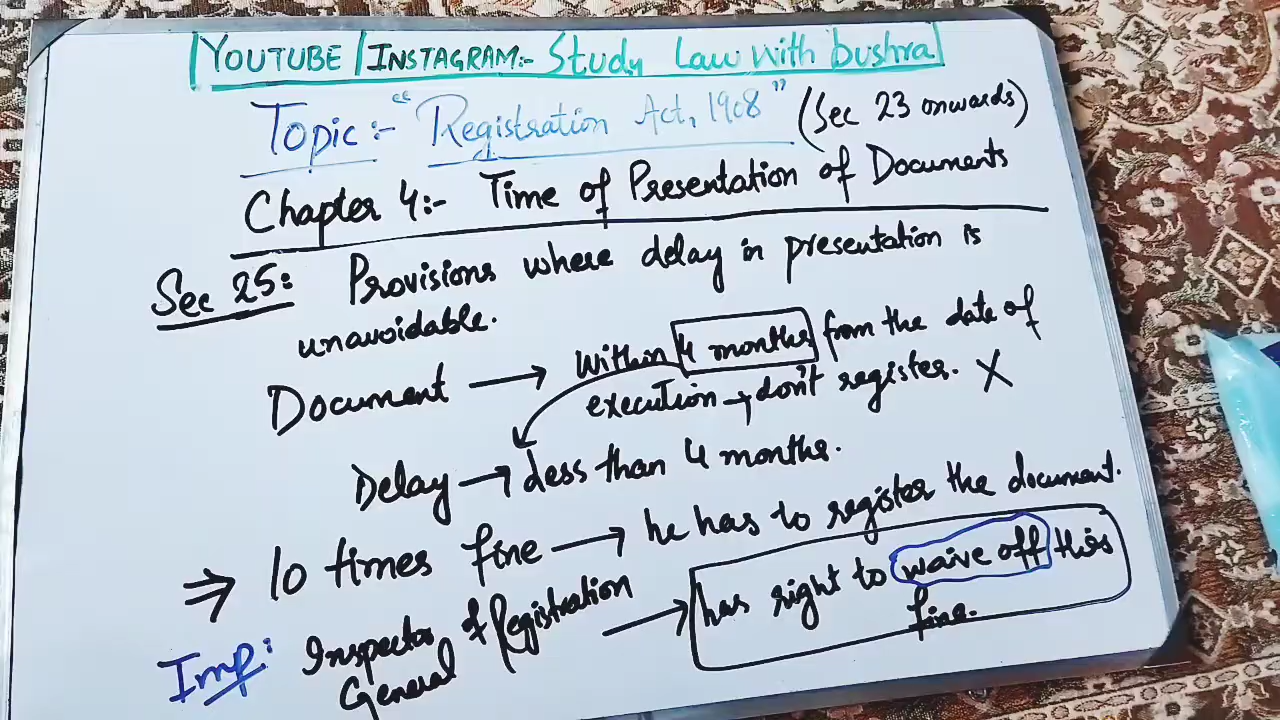 YOUTUBE | INSTAGRAM:- Study Law with bushra
Topic:- "Registration Act, 1908" (Sec 23 onwards)
Chapter 4:- Time of Presentation of Documents
Sec 25: Provisions where delay in presentation is
unavoidable.
Document → Within 4 months from the date of
execution → don't register. X
Delay → Less than 4 months.
⇒ 10 times fine → he has to register the document.
Imp: Inspector General of Registration → has right to waive off this
fine.